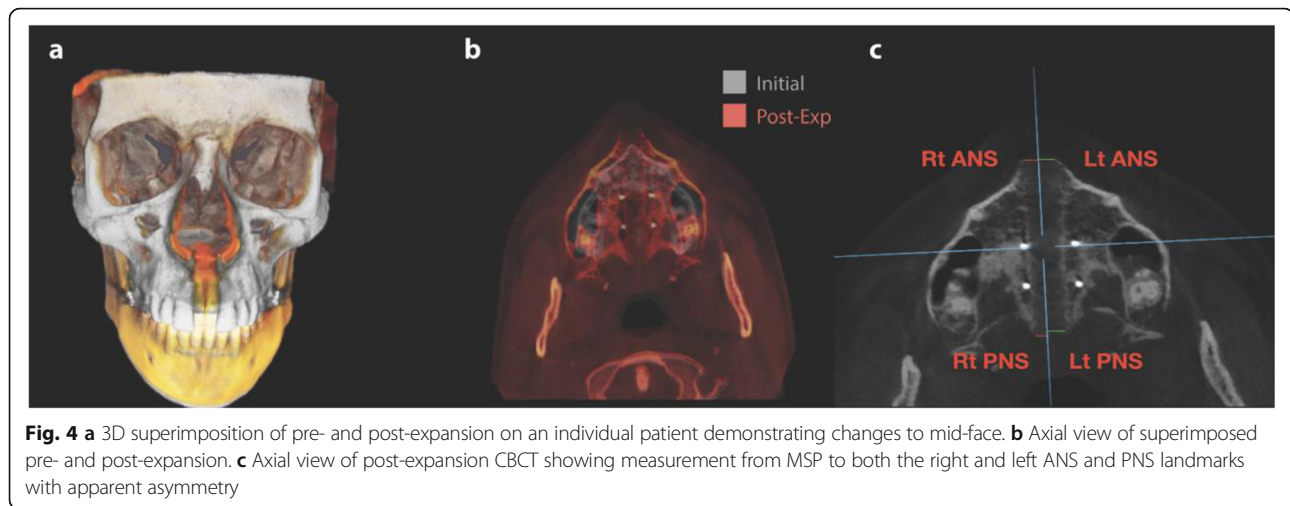 a
b
c
Initial
Post-Exp
Rt ANS
Lt ANS
Rt PNS
Lt PNS
Fig. 4 a 3D superimposition of pre- and post-expansion on an individual patient demonstrating changes to mid-face. b Axial view of superimposed
pre- and post-expansion. c Axial view of post-expansion CBCT showing measurement from MSP to both the right and left ANS and PNS landmarks
with apparent asymmetry